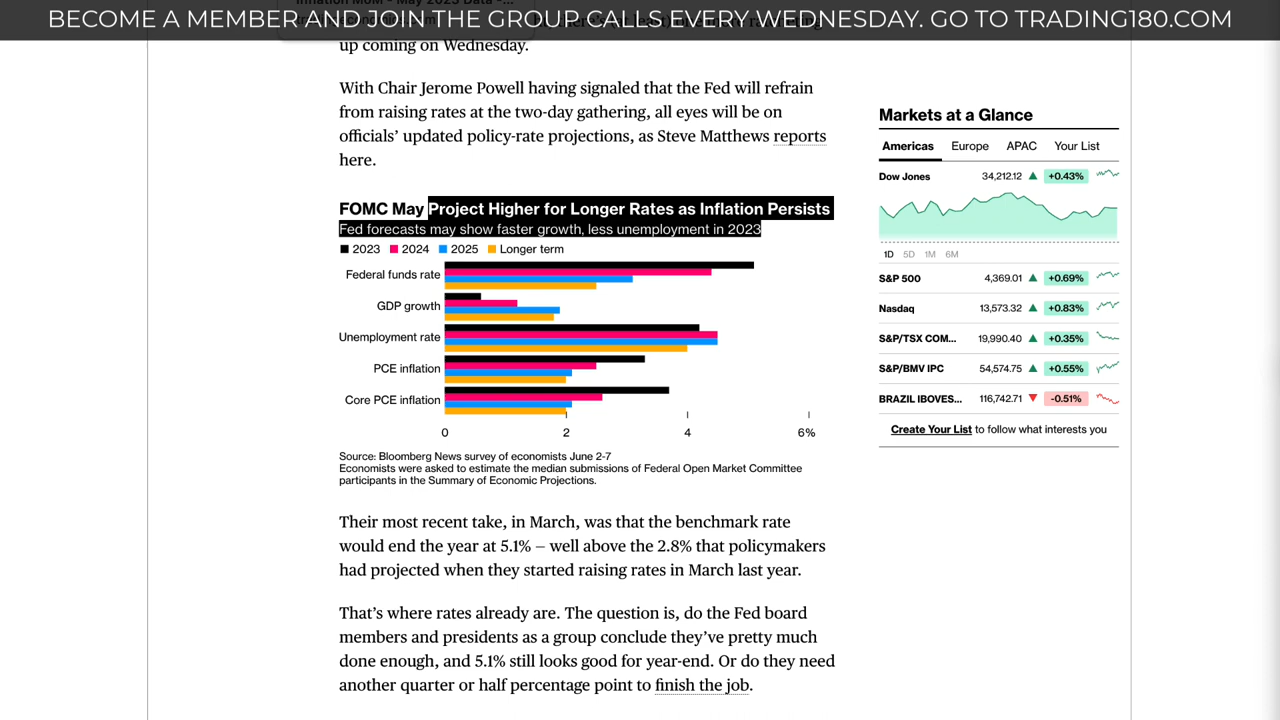 BECOME A MEMBER AND JOIN THE GROUP CALLS EVERY WEDNESDAY. GO TO TRADING180.COM
up coming on Wednesday.
With Chair Jerome Powell having signaled that the Fed will refrain
from raising rates at the two-day gathering, all eyes will be on
officials’ updated policy-rate projections, as Steve Matthews reports
here.
FOMC May Project Higher for Longer Rates as Inflation Persists
Fed forecasts may show faster growth, less unemployment in 2023
2023 2024 2025 Longer term
Federal funds rate
GDP growth
Unemployment rate
PCE inflation
Core PCE inflation
0 2 4 6%
Source: Bloomberg News survey of economists June 2-7
Economists were asked to estimate the median submissions of Federal Open Market Committee
participants in the Summary of Economic Projections.
Their most recent take, in March, was that the benchmark rate
would end the year at 5.1% — well above the 2.8% that policymakers
had projected when they started raising rates in March last year.
That’s where rates already are. The question is, do the Fed board
members and presidents as a group conclude they’ve pretty much
done enough, and 5.1% still looks good for year-end. Or do they need
another quarter or half percentage point to finish the job.
Markets at a Glance
Americas Europe APAC Your List
Dow Jones 34,212.12 +0.43%
1D 5D 1M 6M
S&P 500 4,369.01 +0.69%
Nasdaq 13,573.32 +0.83%
S&P/TSX COM... 19,990.40 +0.35%
S&P/BMV IPC 54,574.75 +0.55%
BRAZIL IBOVES... 116,742.71 -0.51%
Create Your List to follow what interests you